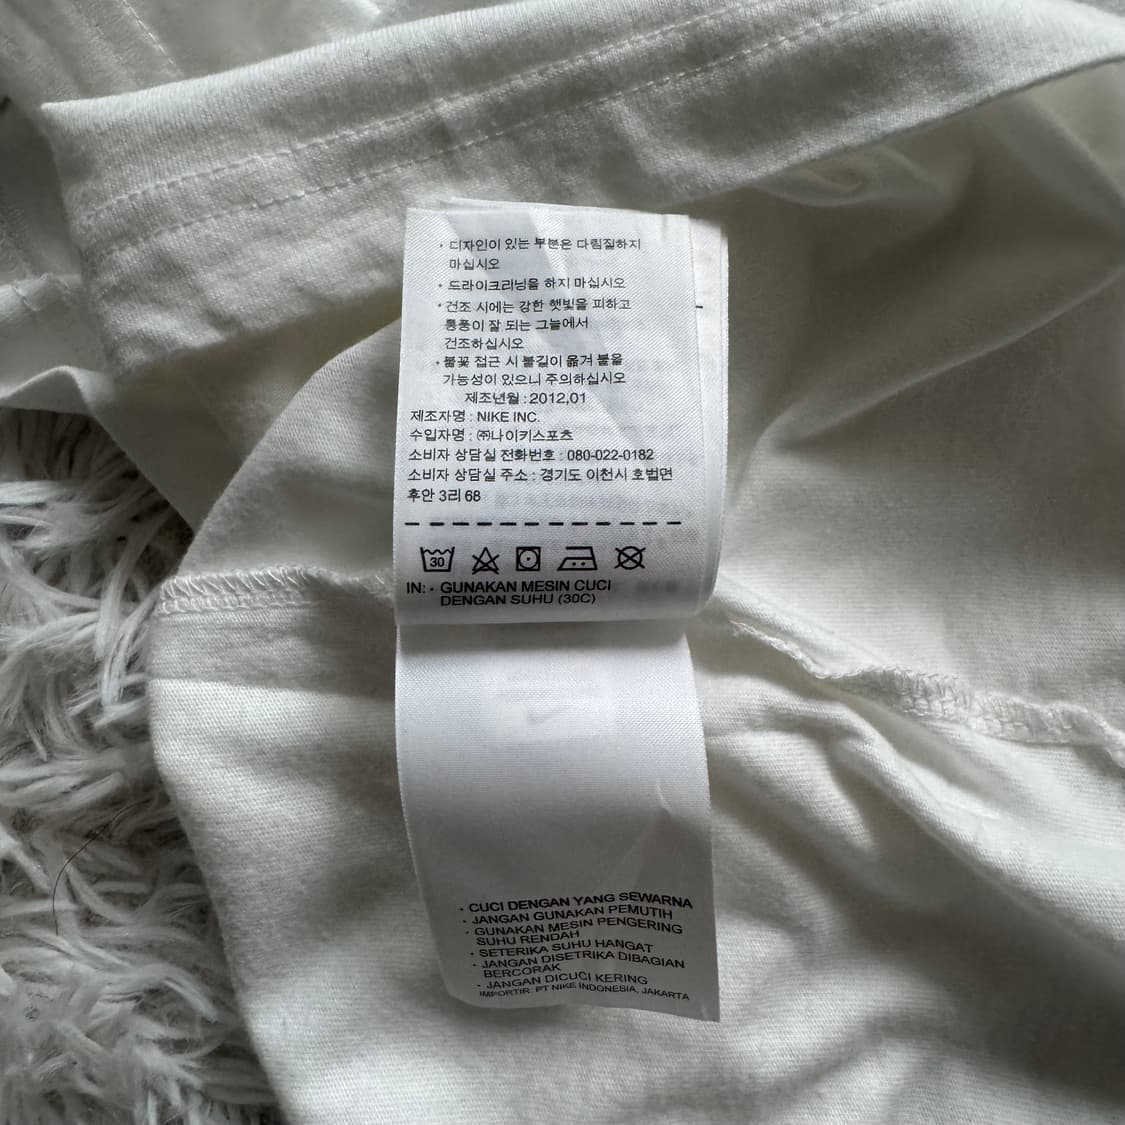 · 디자인이 있는 부분은 다림질하지
마십시오
· 드라이크리닝을 하지 마십시오
· 건조 시에는 강한 햇빛을 피하고
통풍이 잘 되는 그늘에서
건조하십시오
· 불꽃 접근 시 불길이 옮겨 붙을
가능성이 있으니 주의하십시오
제조년월 : 2012,01
제조자명 : NIKE INC.
수입자명 : ㈜나이키스포츠
소비자 상담실 전화번호 : 080-022-0182
소비자 상담실 주소 : 경기도 이천시 호법면
후안 3리 68
30
IN: · GUNAKAN MESIN CUCI
DENGAN SUHU (30C)
· CUCI DENGAN YANG SEWARNA
· JANGAN GUNAKAN PEMUTIH
· GUNAKAN MESIN PENGERING
SUHU RENDAH
· SETERIKA SUHU HANGAT
· JANGAN DISETRIKA DIBAGIAN
BERCORAK
· JANGAN DICUCI KERING
IMPORTIR: PT NIKE INDONESIA, JAKARTA